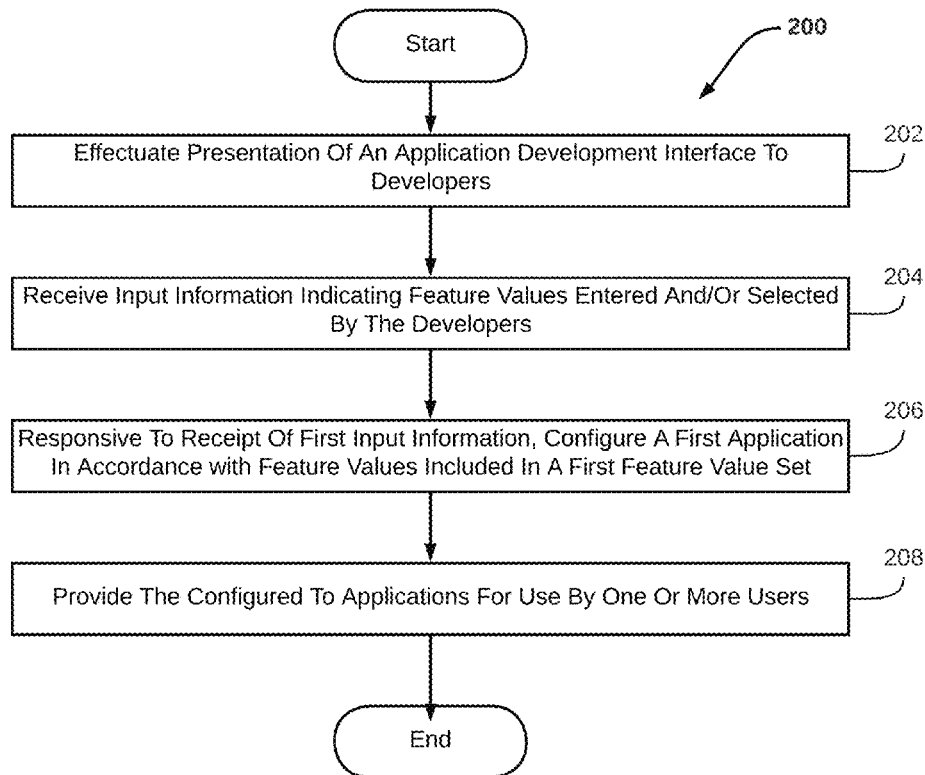 Start
200
Effectuate Presentation Of An Application Development Interface To
Developers
202
Receive Input Information Indicating Feature Values Entered And/Or Selected
By The Developers
204
Responsive To Receipt Of First Input Information, Configure A First Application
In Accordance with Feature Values Included In A First Feature Value Set
206
Provide The Configured To Applications For Use By One Or More Users
208
End